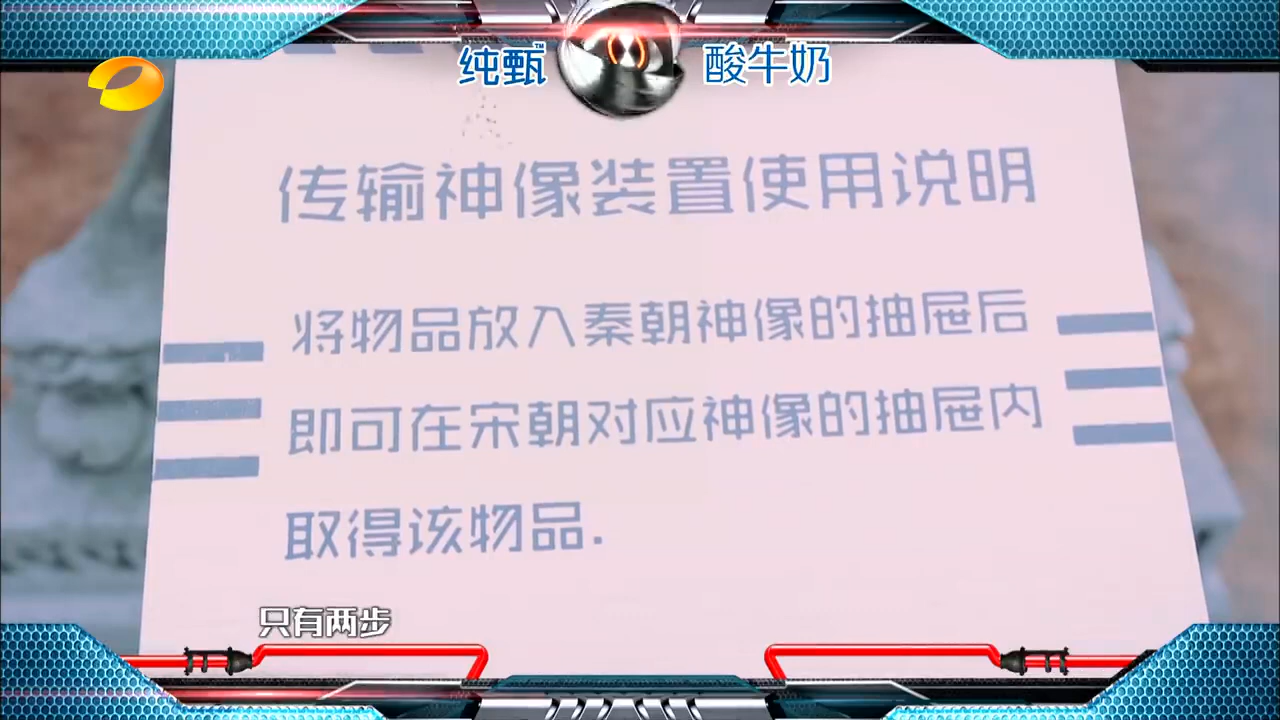 纯甄™ 酸牛奶
传输神像装置使用说明
将物品放入秦朝神像的抽屉后
即可在宋朝对应神像的抽屉内
取得该物品.
只有两步